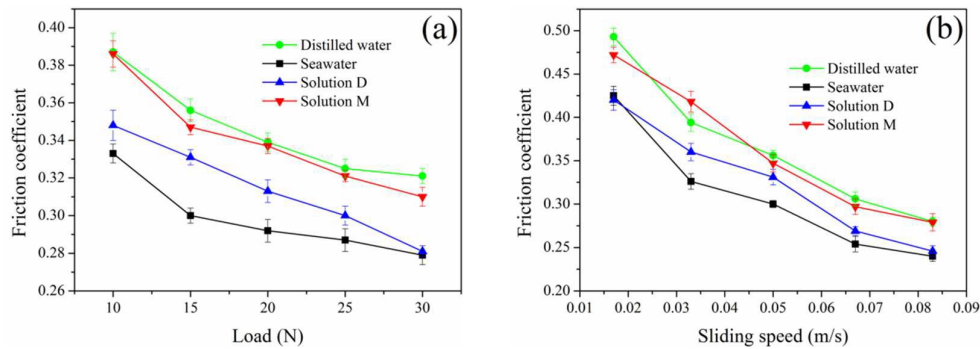 (a)
Distilled water
Seawater
Solution D
Solution M
0.40
0.38
0.36
0.34
0.32
0.30
0.28
0.26
Friction coefficient
10 15 20 25 30
Load (N)
(b)
Distilled water
Seawater
Solution D
Solution M
0.50
0.45
0.40
0.35
0.30
0.25
0.20
Friction coefficient
0.01 0.02 0.03 0.04 0.05 0.06 0.07 0.08 0.09
Sliding speed (m/s)